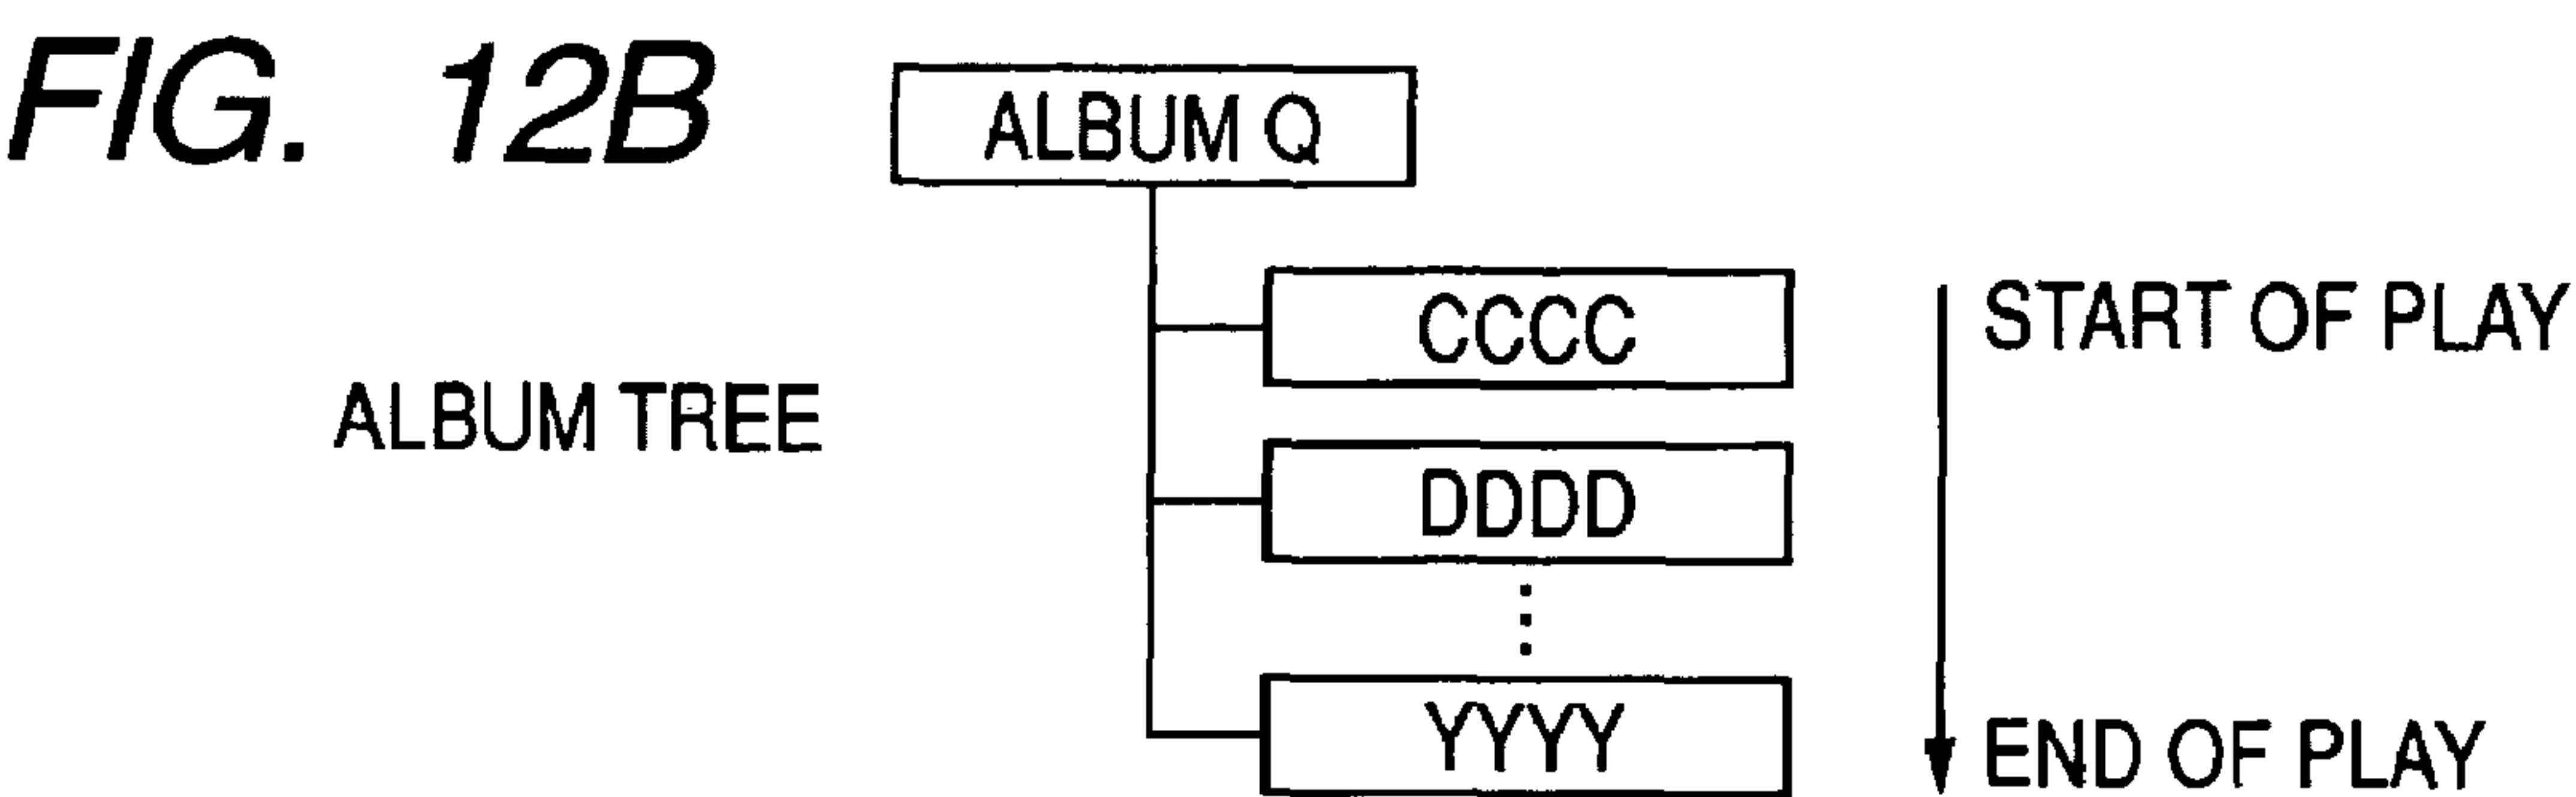 FIG. 12B
ALBUM Q
CCCC
START OF PLAY
ALBUM TREE
DDDD
YYYY
END OF PLAY